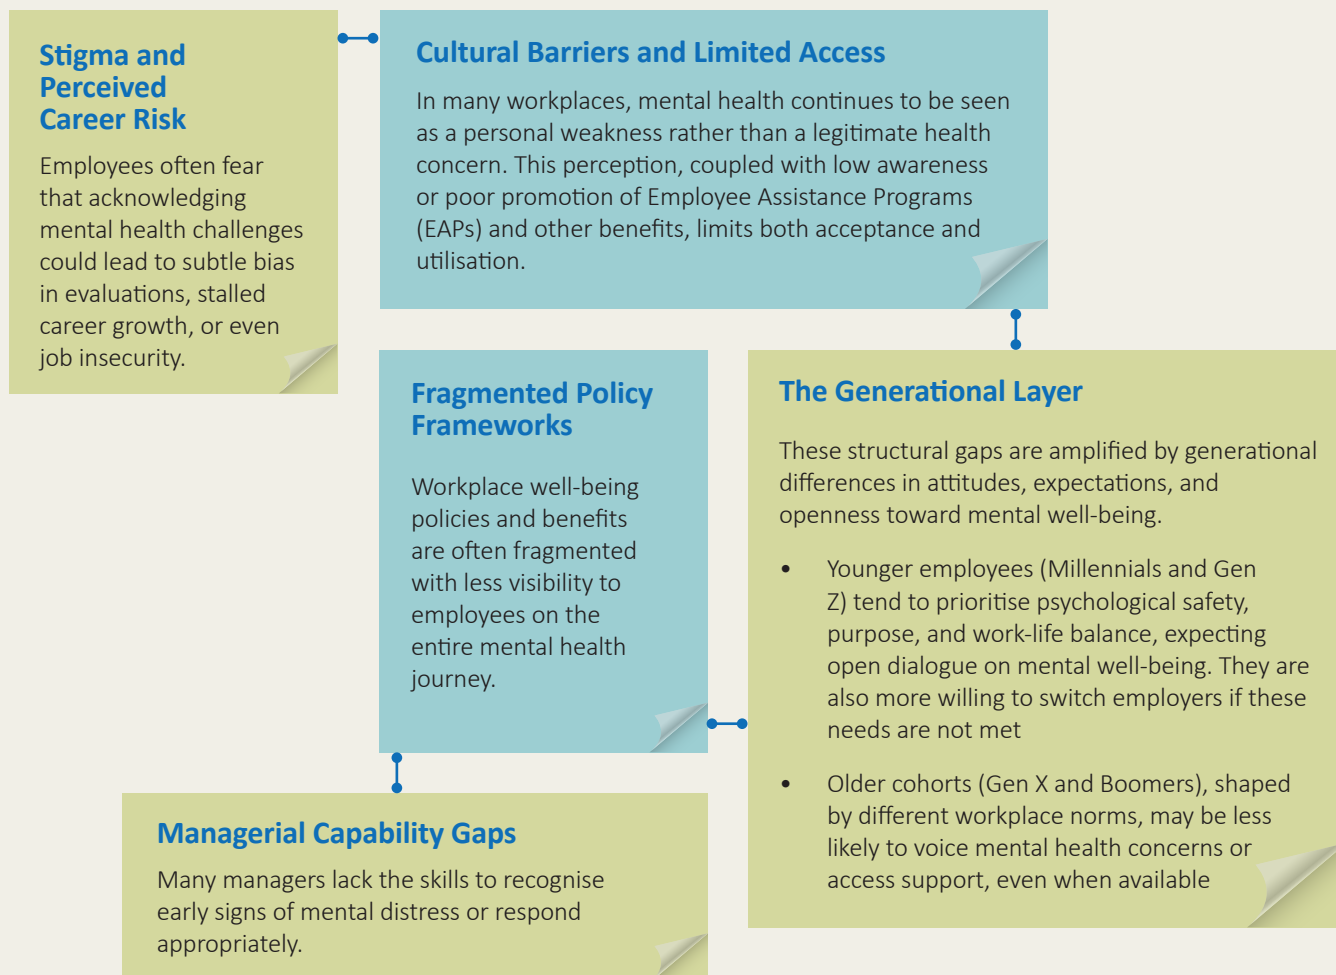 Stigma and
Perceived
Career Risk
Employees often fear
that acknowledging
mental health challenges
could lead to subtle bias
in evaluations, stalled
career growth, or even
job insecurity.
Cultural Barriers and Limited Access
In many workplaces, mental health continues to be seen
as a personal weakness rather than a legitimate health
concern. This perception, coupled with low awareness
or poor promotion of Employee Assistance Programs
(EAPs) and other benefits, limits both acceptance and
utilisation.
The Generational Layer
These structural gaps are amplified by generational
differences in attitudes, expectations, and
openness toward mental well-being.
• Younger employees (Millennials and Gen
Z) tend to prioritise psychological safety,
purpose, and work-life balance, expecting
open dialogue on mental well-being. They are
also more willing to switch employers if these
needs are not met
• Older cohorts (Gen X and Boomers), shaped
by different workplace norms, may be less
likely to voice mental health concerns or
access support, even when available
Fragmented Policy
Frameworks
Workplace well-being
policies and benefits
are often fragmented
with less visibility to
employees on the
entire mental health
journey.
Managerial Capability Gaps
Many managers lack the skills to recognise
early signs of mental distress or respond
appropriately.